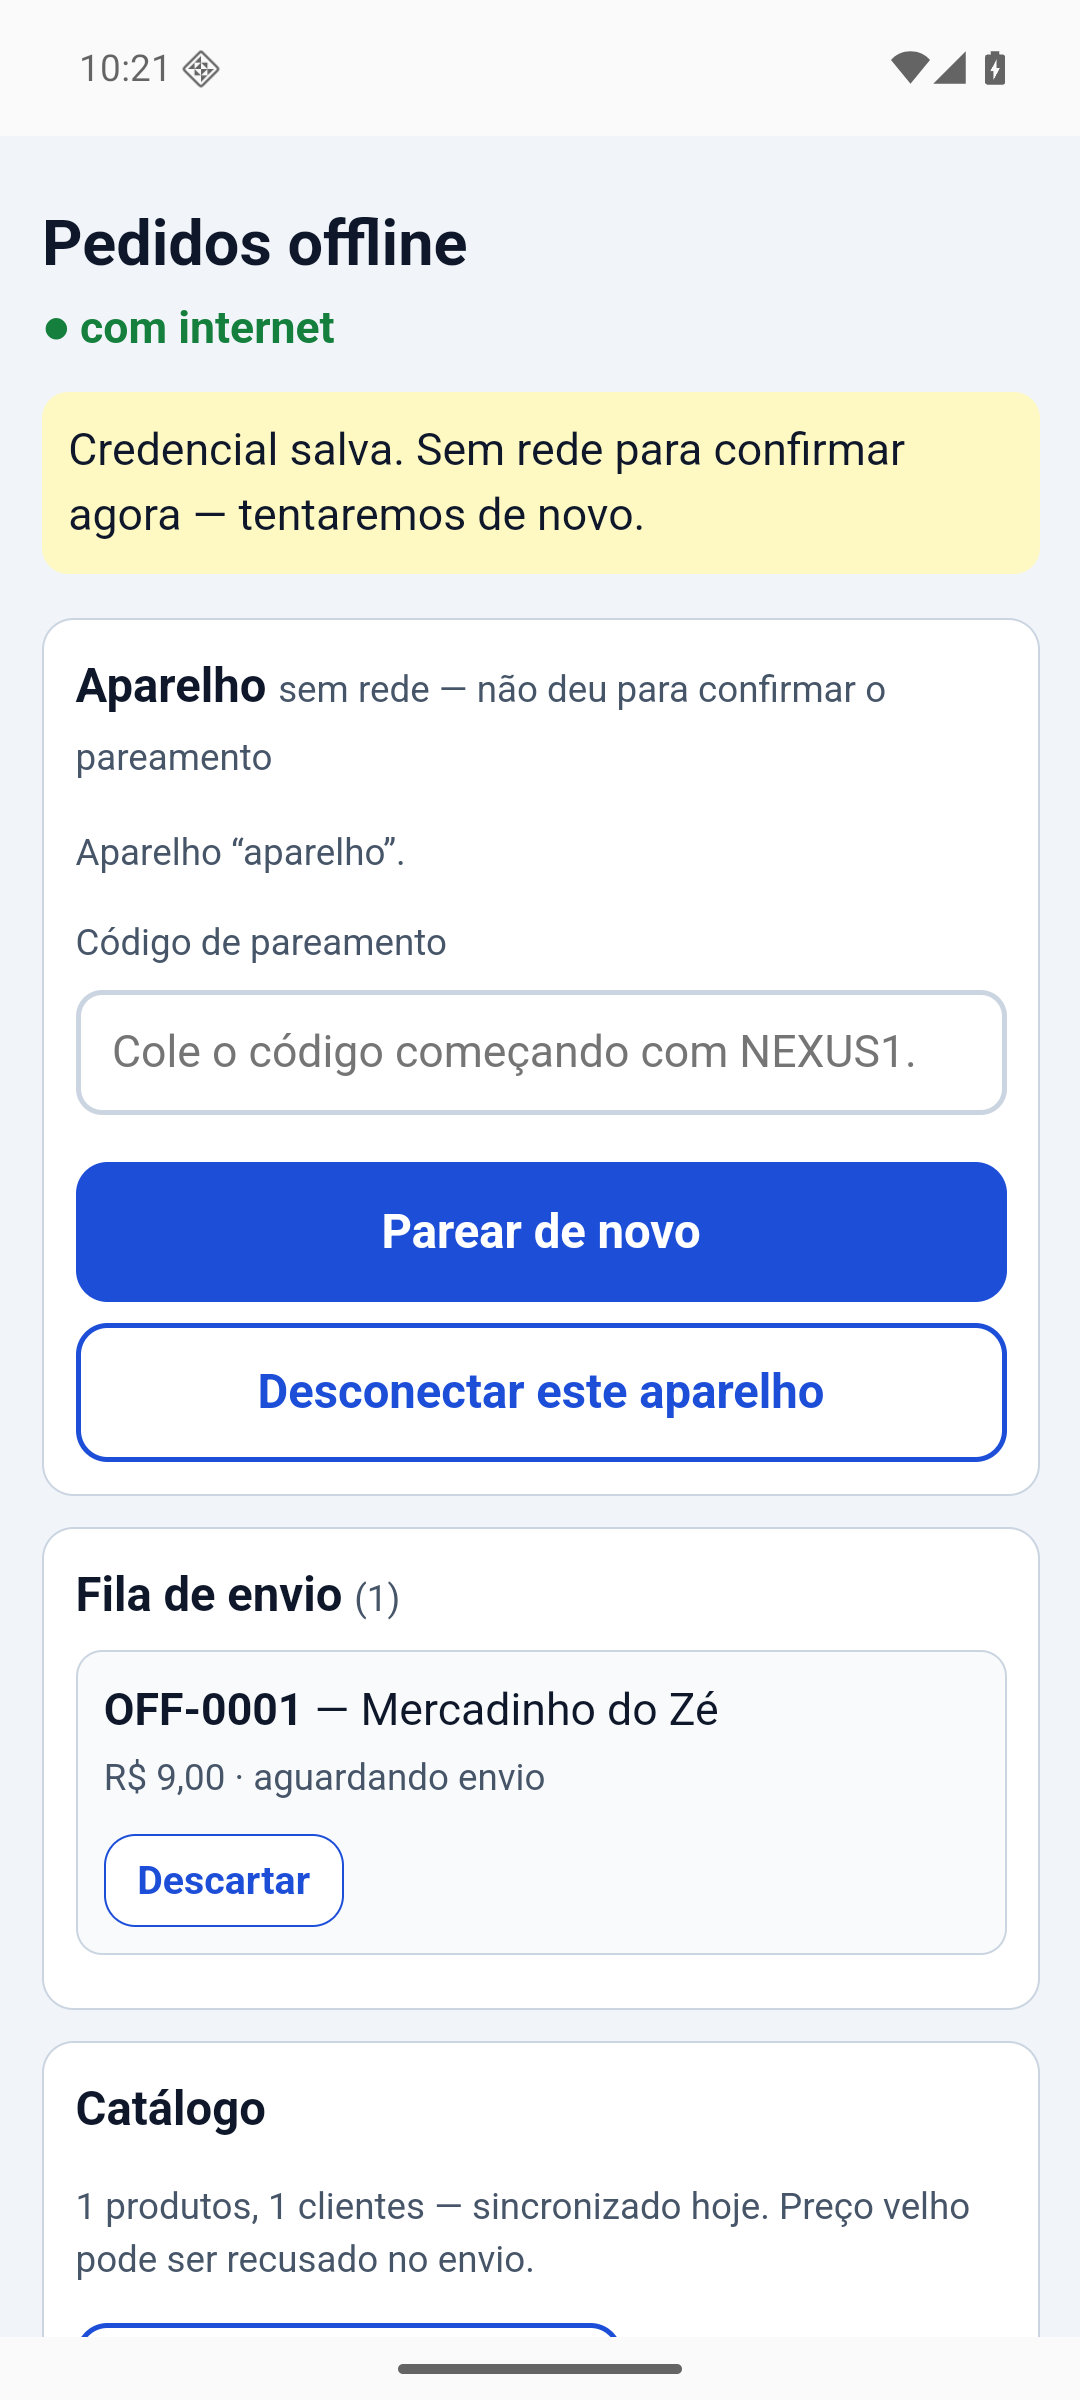 10:21
Pedidos offline
com internet
Credencial salva. Sem rede para confirmar
agora — tentaremos de novo.
Aparelho sem rede — não deu para confirmar o
pareamento
Aparelho “aparelho”.
Código de pareamento
Cole o código começando com NEXUS1.
Parear de novo
Desconectar este aparelho
Fila de envio (1)
OFF-0001 — Mercadinho do Zé
R$ 9,00 · aguardando envio
Descartar
Catálogo
1 produtos, 1 clientes — sincronizado hoje. Preço velho
pode ser recusado no envio.